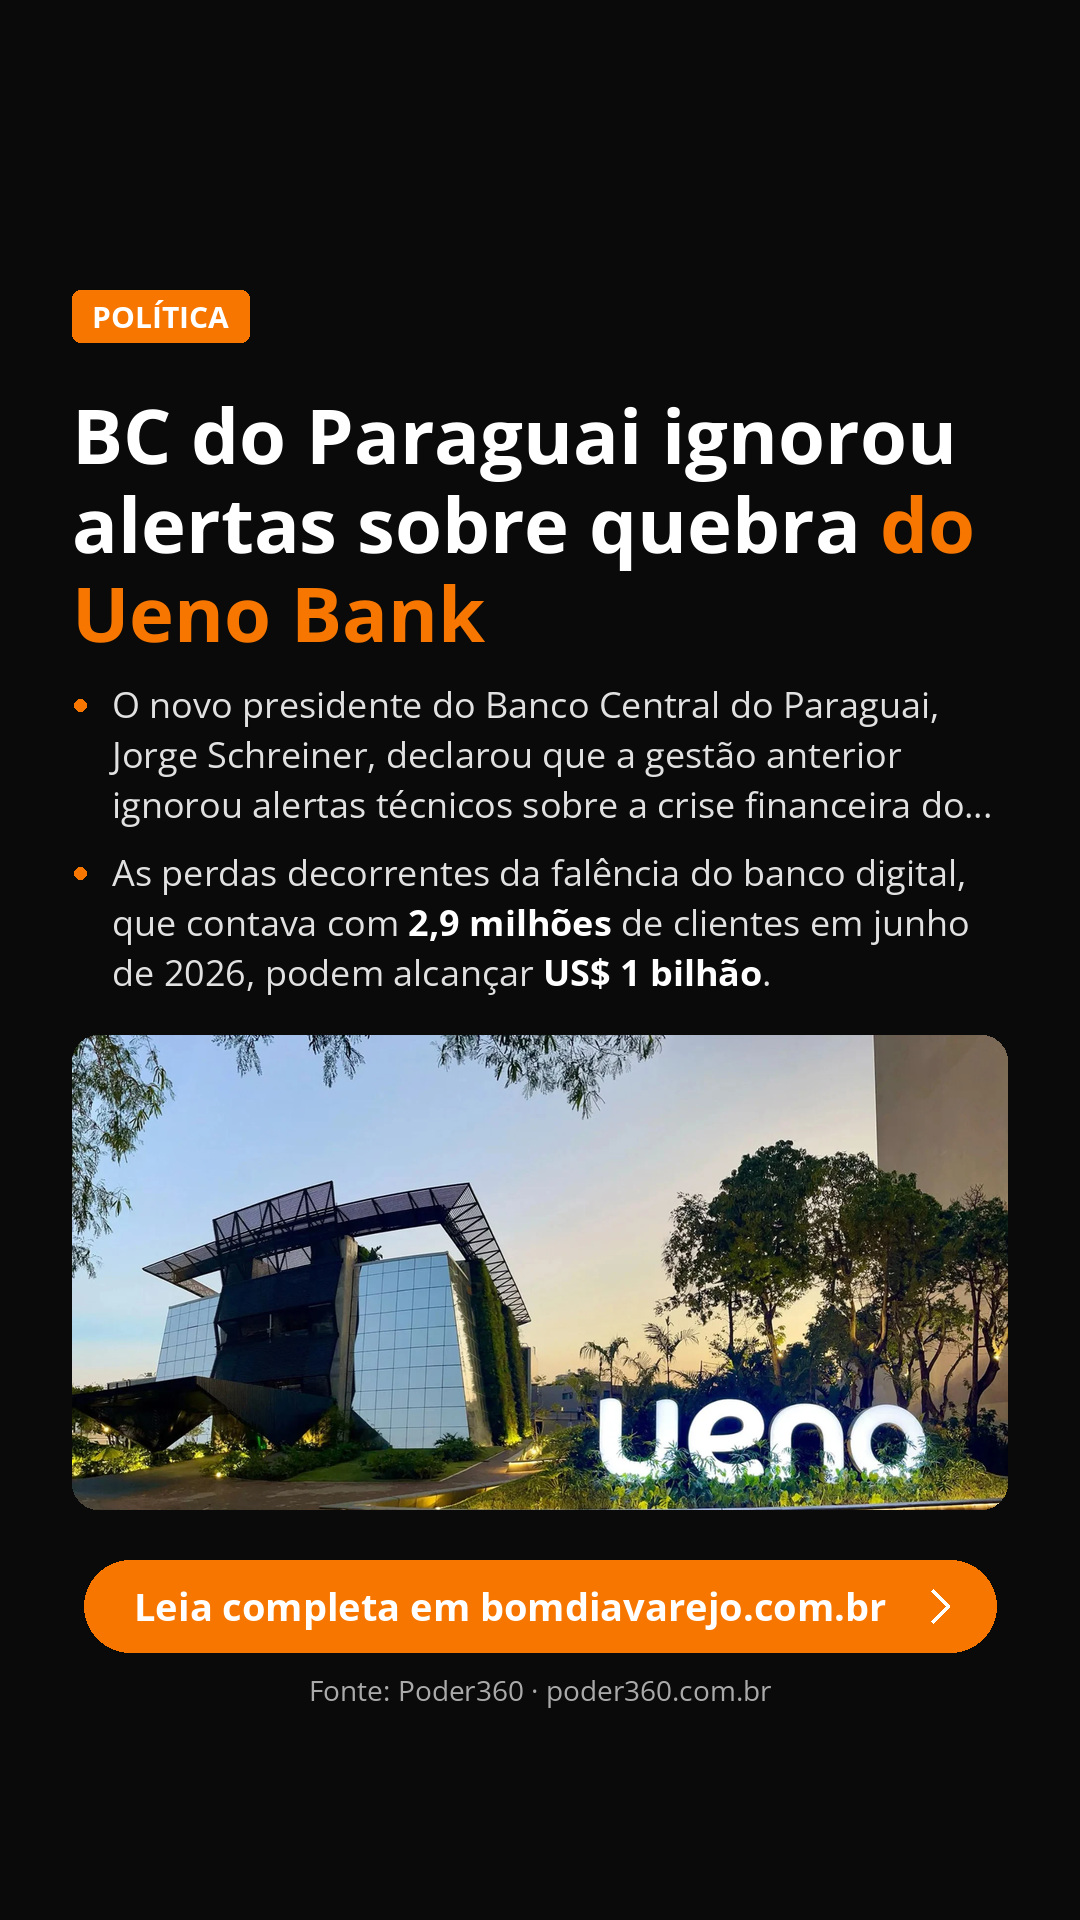 POLÍTICA
BC do Paraguai ignorou
alertas sobre quebra do
Ueno Bank
• O novo presidente do Banco Central do Paraguai,
Jorge Schreiner, declarou que a gestão anterior
ignorou alertas técnicos sobre a crise financeira do...
• As perdas decorrentes da falência do banco digital,
que contava com 2,9 milhões de clientes em junho
de 2026, podem alcançar US$ 1 bilhão.
ueno
Leia completa em bomdiavarejo.com.br
Fonte: Poder360 · poder360.com.br